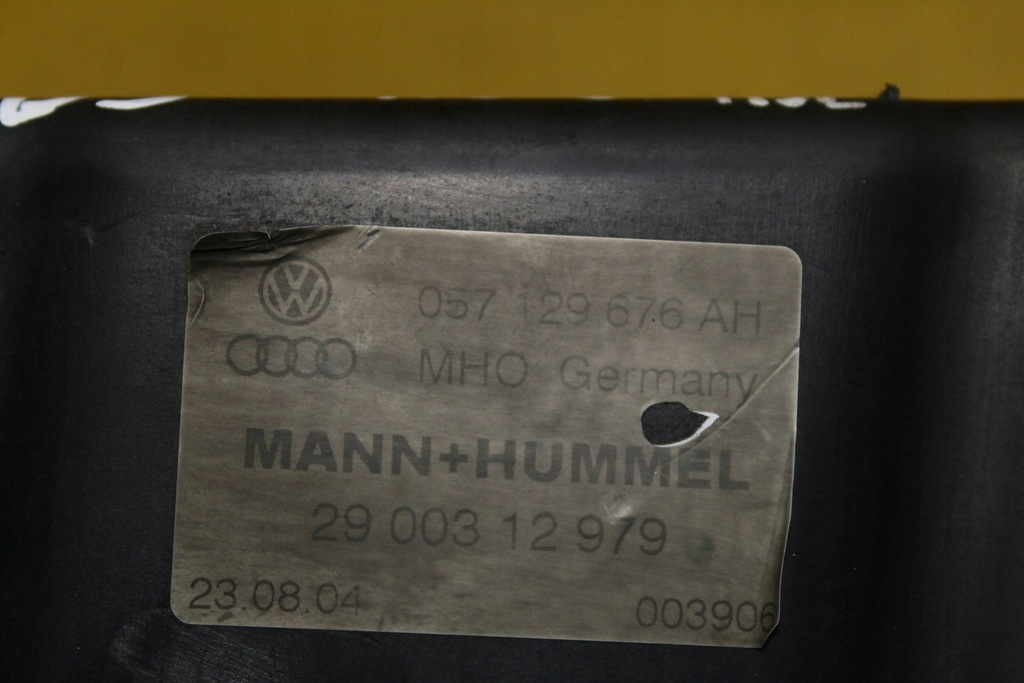 057 129 676 AH
MHO Germany
MANN+HUMMEL
29 003 12 979
23.08.04
003906